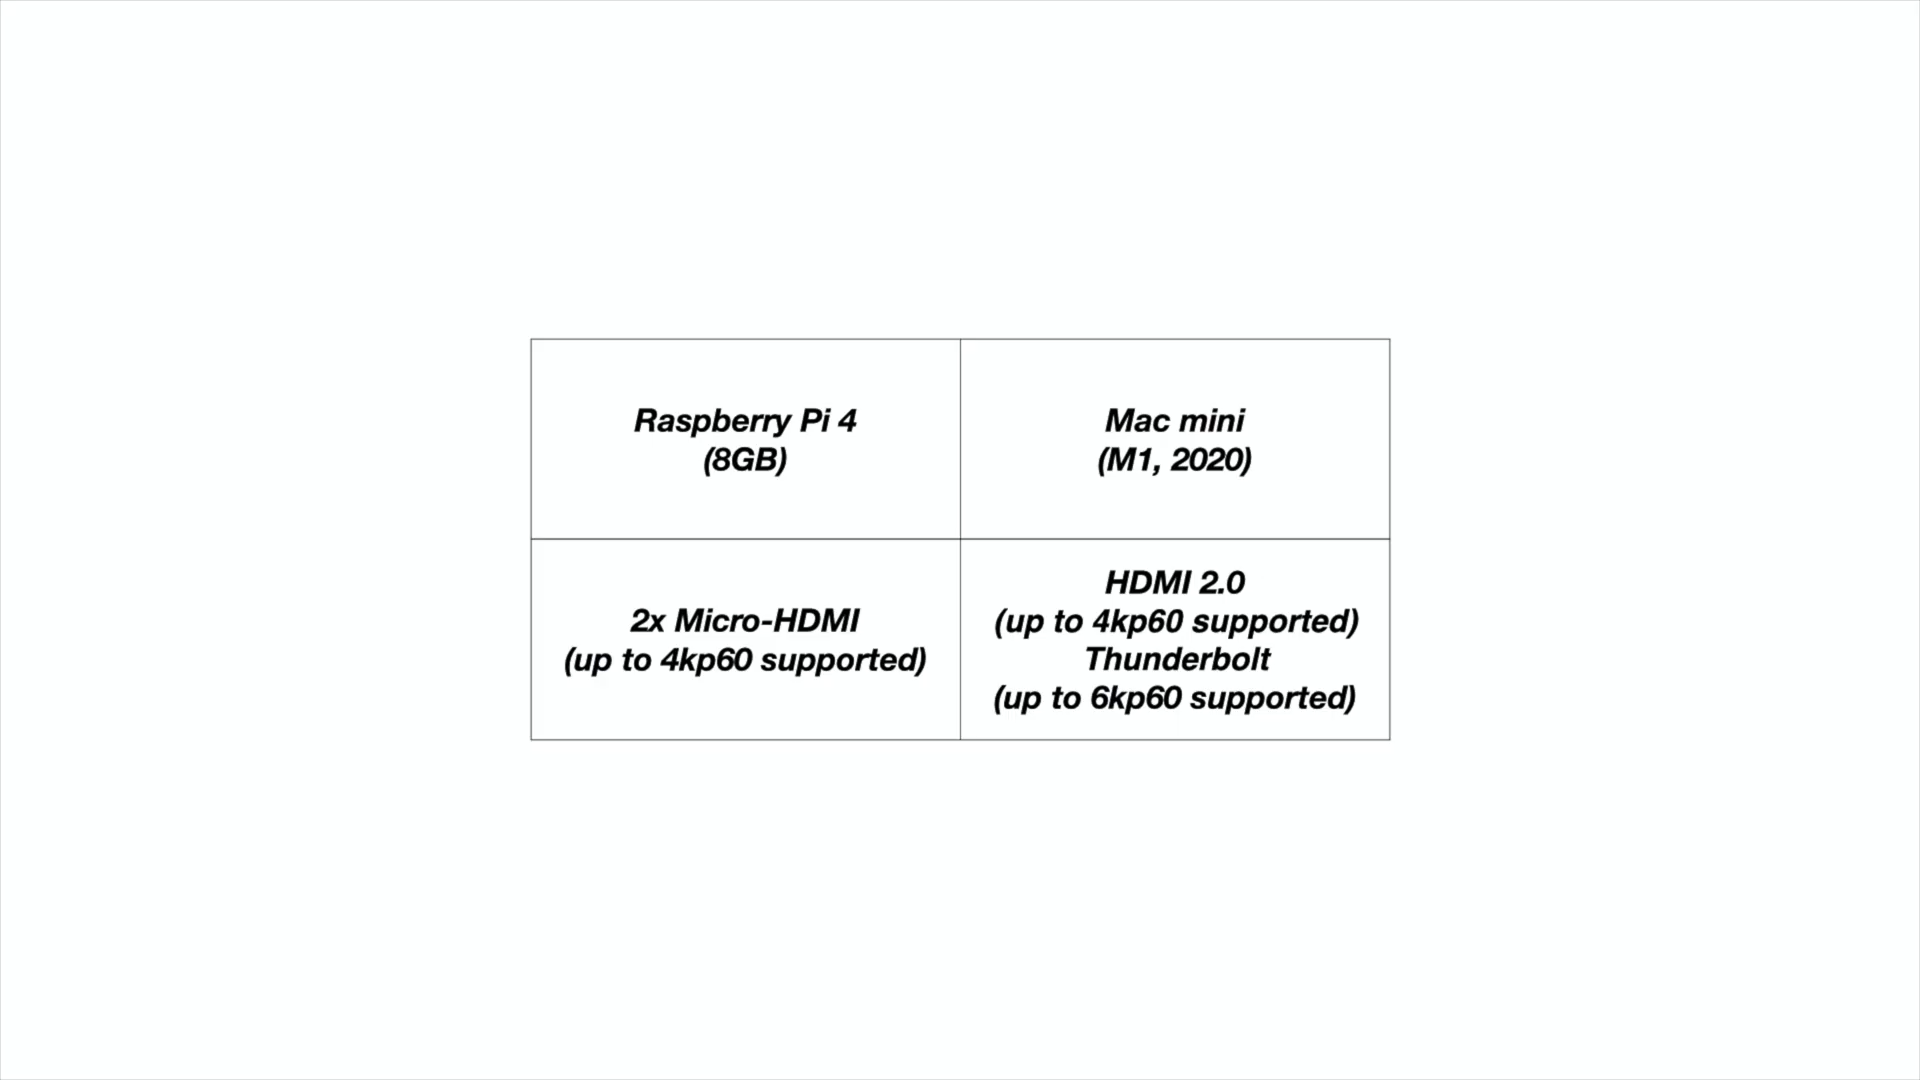 Raspberry Pi 4
(8GB)
Mac mini
(M1, 2020)
2x Micro-HDMI
(up to 4kp60 supported)
HDMI 2.0
(up to 4kp60 supported)
Thunderbolt
(up to 6kp60 supported)